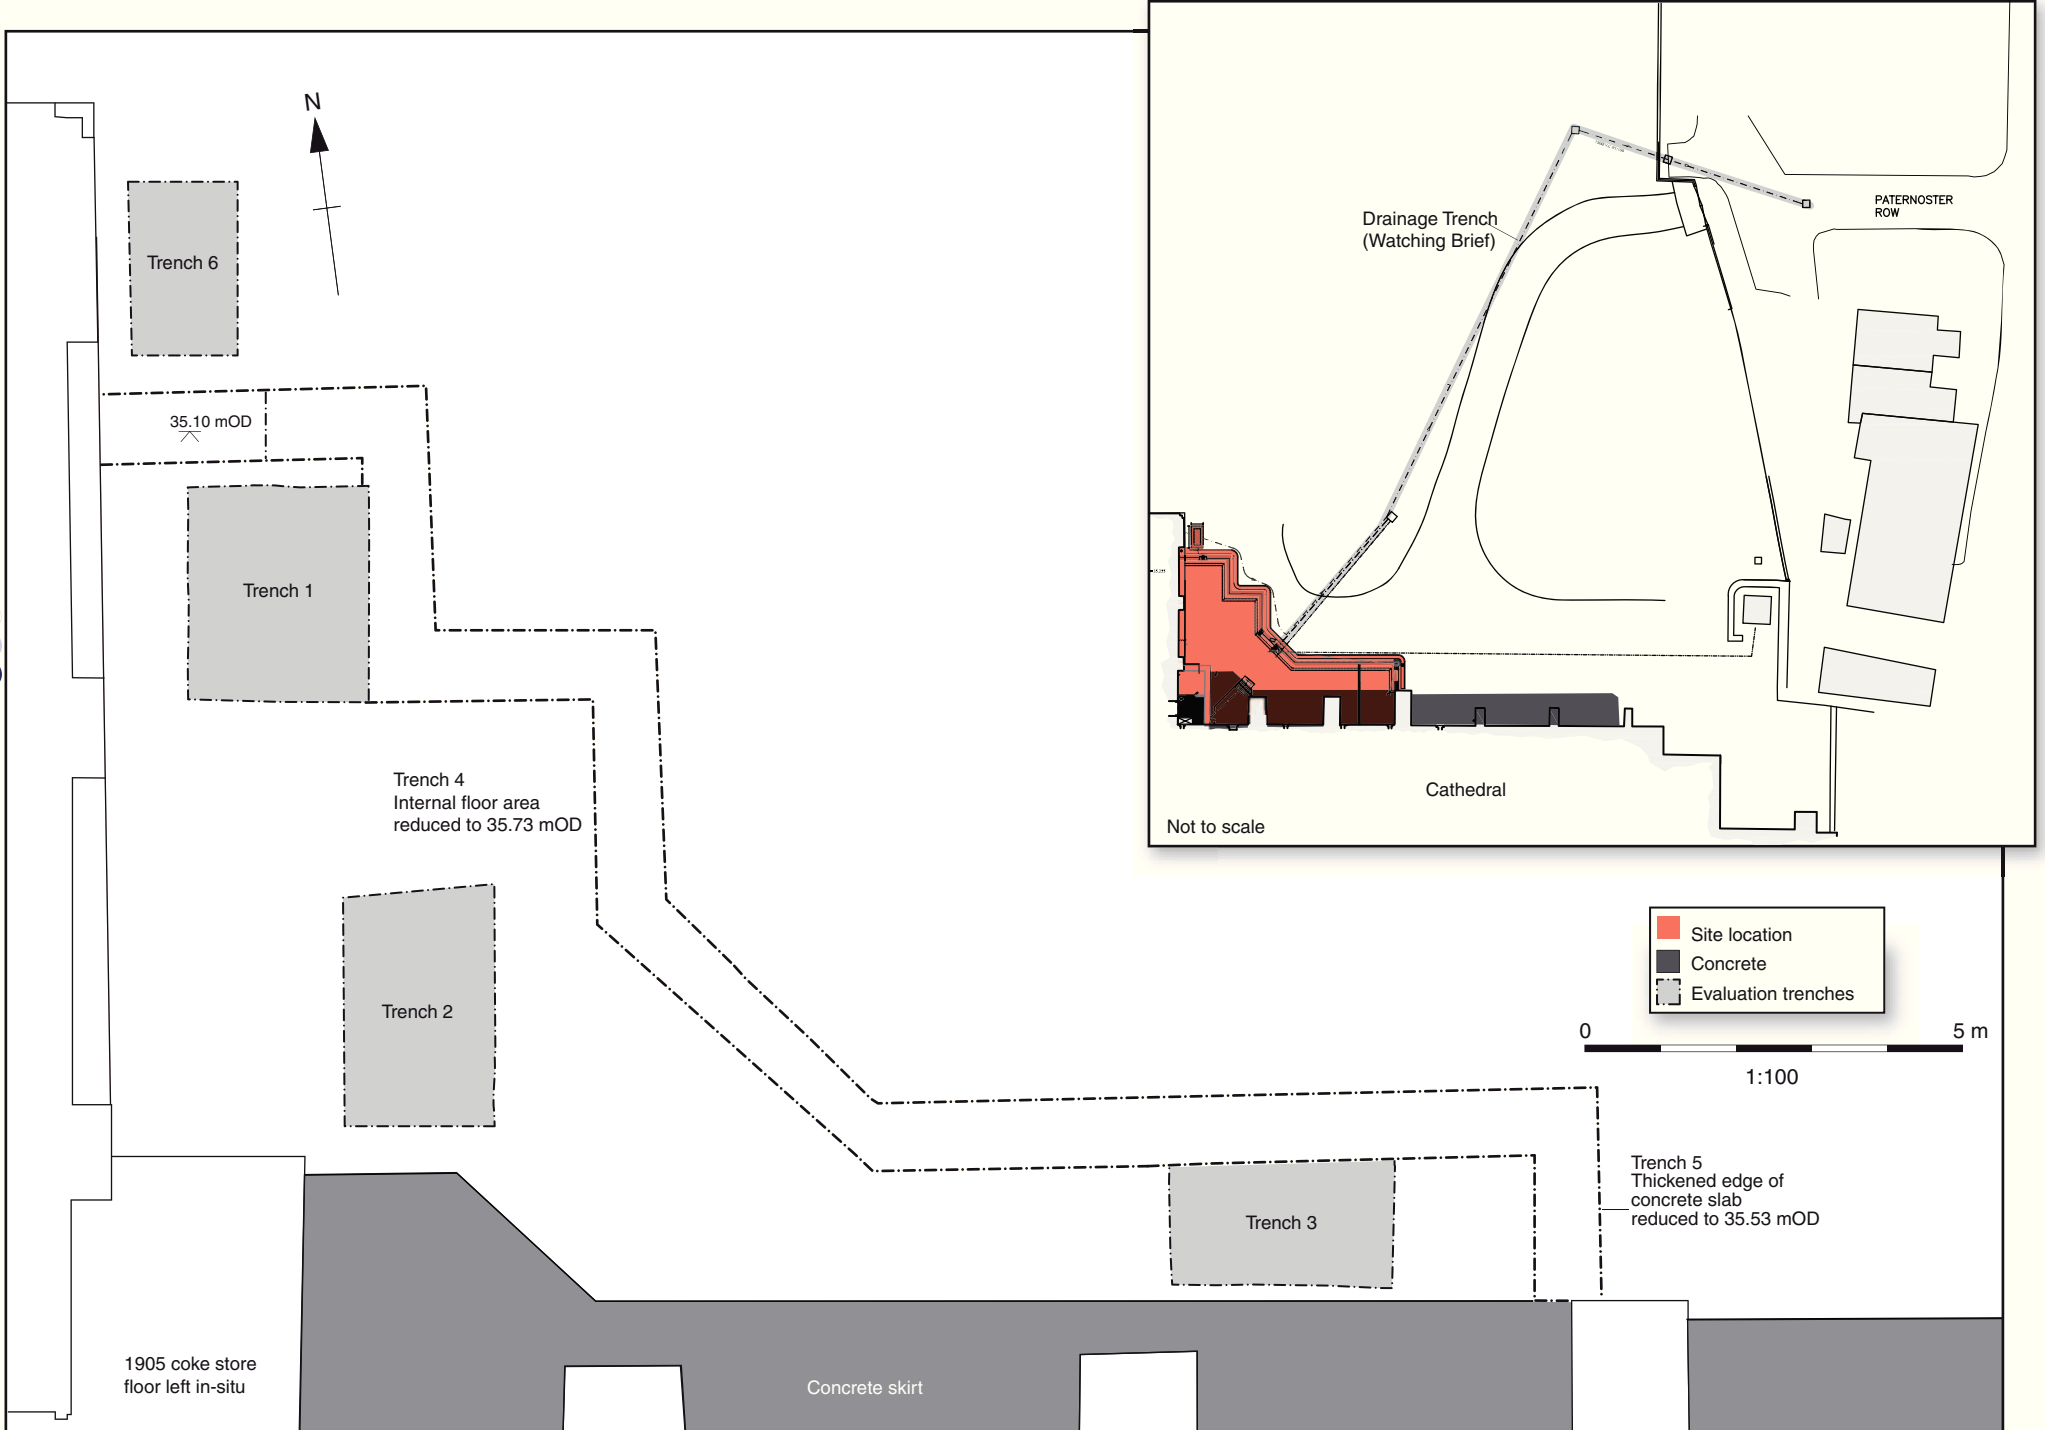 N
Trench 6
35.10 mOD
Trench 1
Trench 4
Internal floor area
reduced to 35.73 mOD
Trench 2
Trench 3
Trench 5
Thickened edge of
concrete slab
reduced to 35.53 mOD
1905 coke store
floor left in-situ
Concrete skirt
Drainage Trench
(Watching Brief)
PATERNOSTER
ROW
Cathedral
Not to scale
Site location
Concrete
Evaluation trenches
0 5 m
1:100